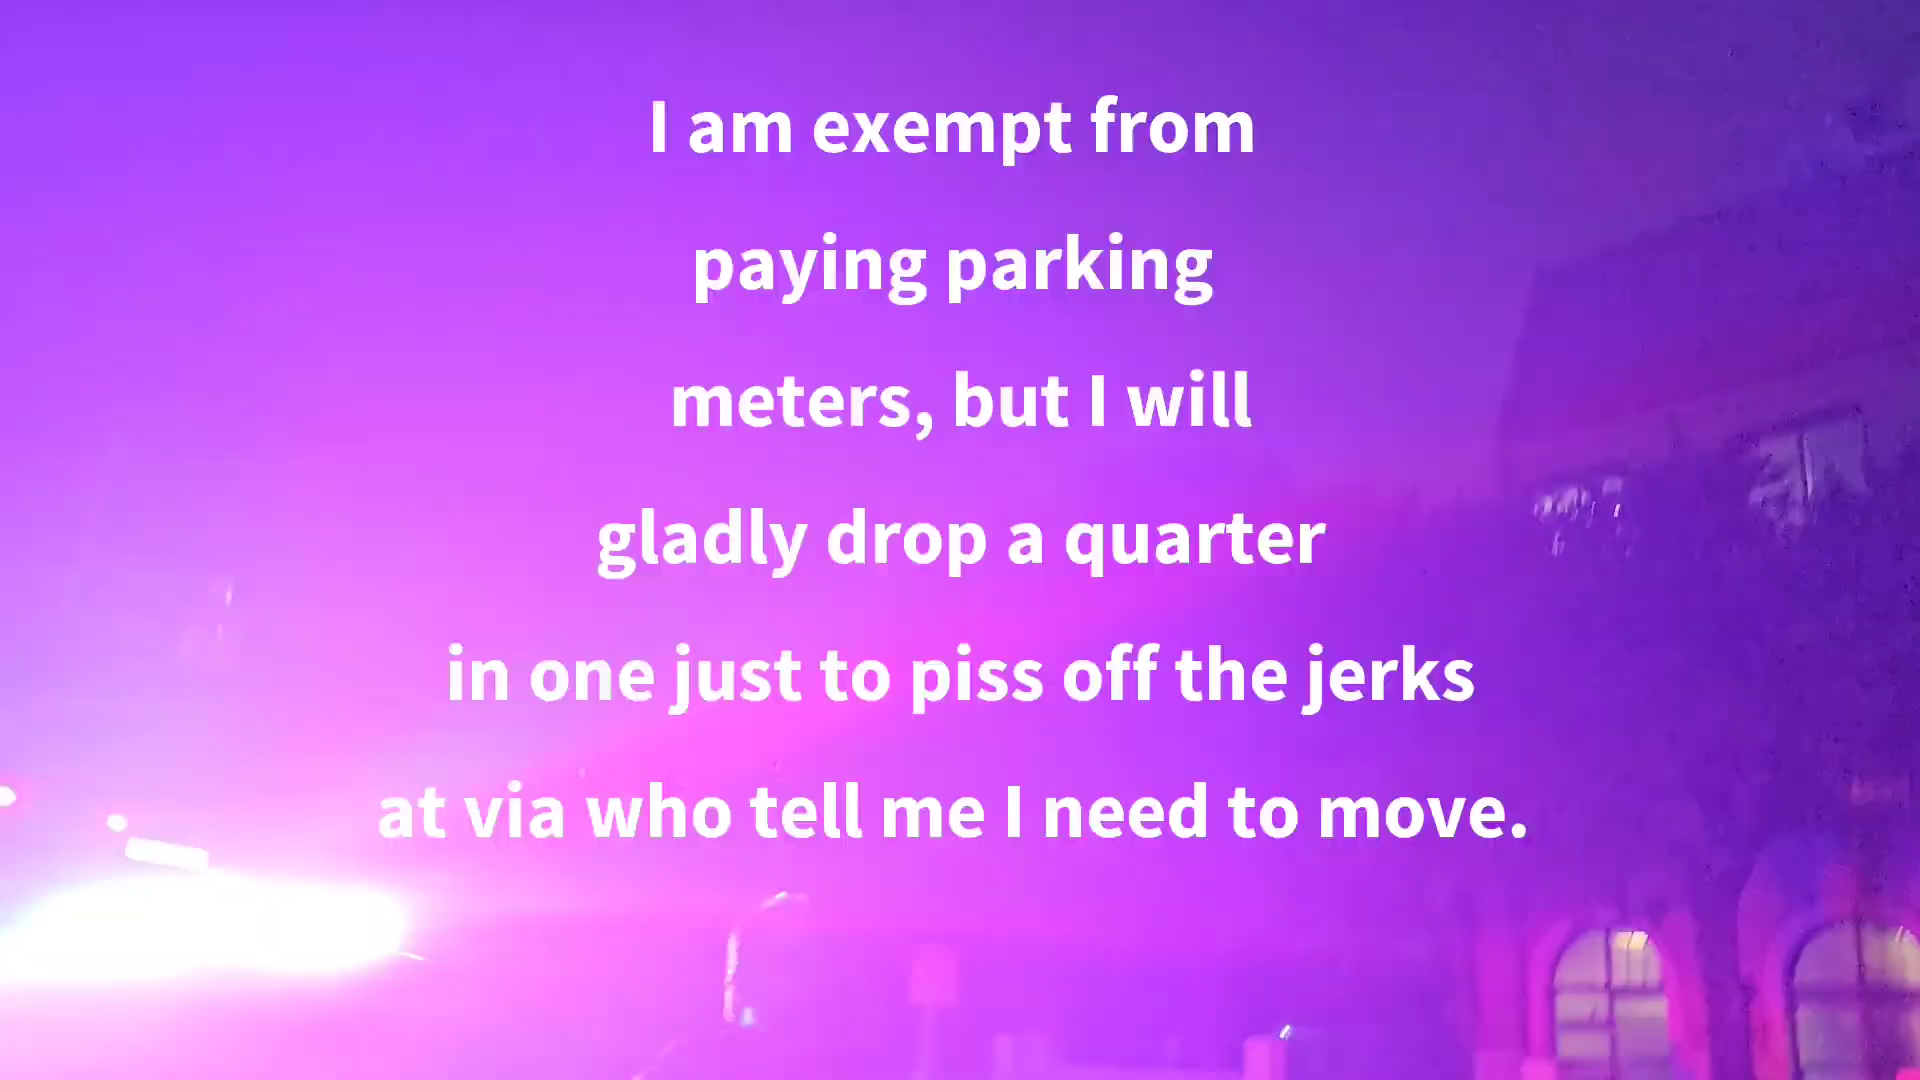 I am exempt from
paying parking
meters, but I will
gladly drop a quarter
in one just to piss off the jerks
at via who tell me I need to move.